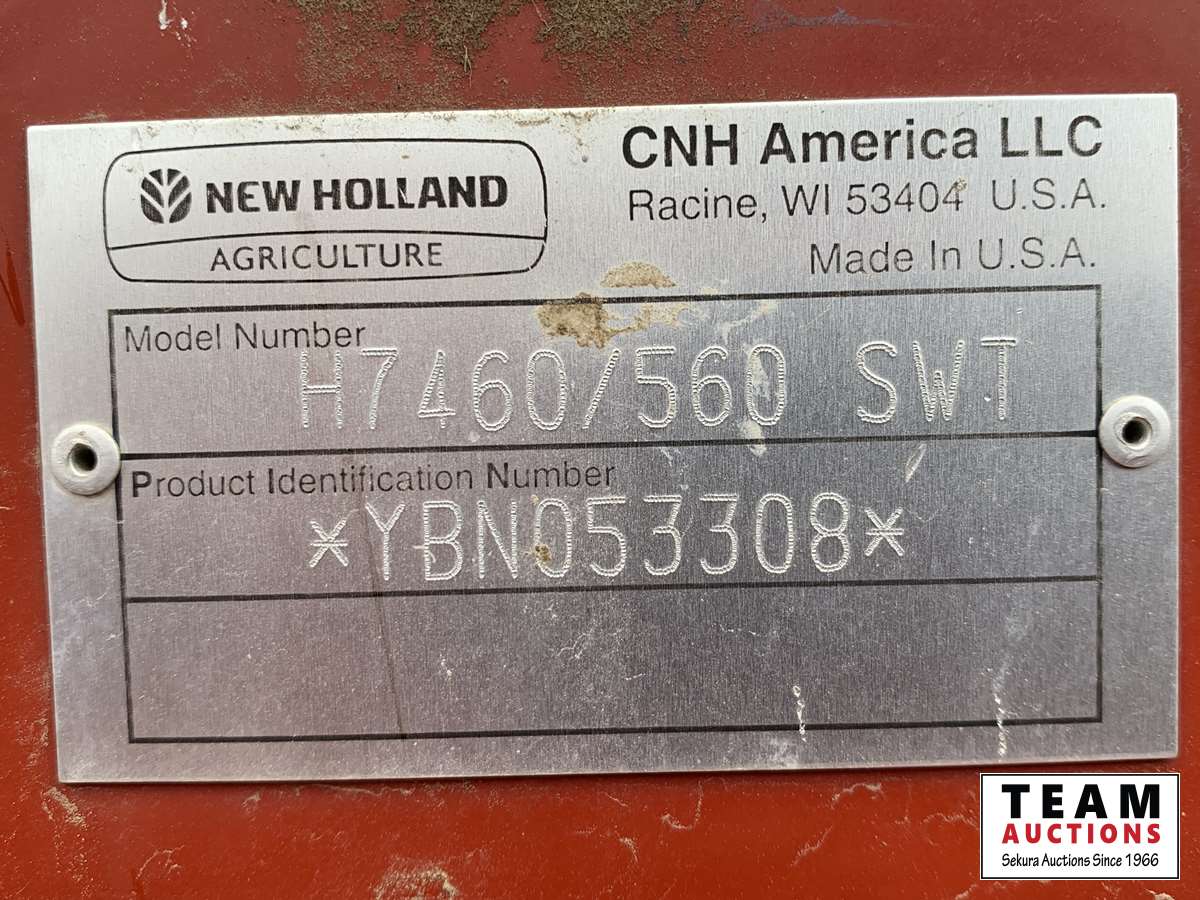 NEW HOLLAND
AGRICULTURE
CNH America LLC
Racine, WI 53404 U.S.A.
Made In U.S.A.
Model Number
H7460/560 SWT
Product Identification Number
*YBN053308*
TEAM
AUCTIONS
Sekura Auctions Since 1966